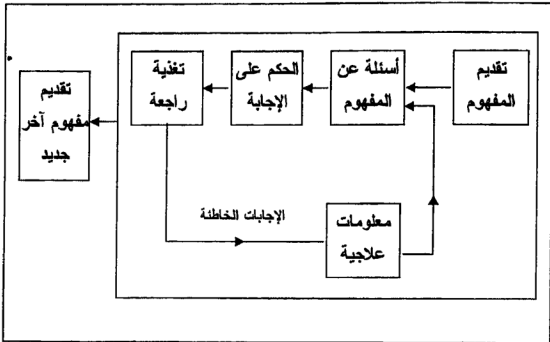 تقديم
المفهوم
أسئلة عن
المفهوم
الحكم على
الإجابة
تغذية
راجعة
تقديم
مفهوم آخر
جديد
الإجابات الخاطئة
معلومات
علاجية